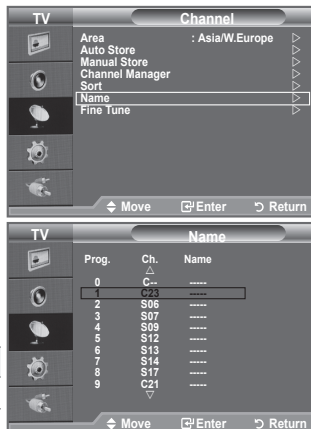 TV
Channel
Area : Asia/W.Europe
Auto Store
Manual Store
Channel Manager
Sort
Name
Fine Tune
Move Enter Return
TV
Name
Prog. Ch. Name
0 C-- -----
1 C23 -----
2 S06 -----
3 S07 -----
4 S09 -----
5 S12 -----
6 S13 -----
7 S14 -----
8 S17 -----
9 C21 -----
Move Enter Return